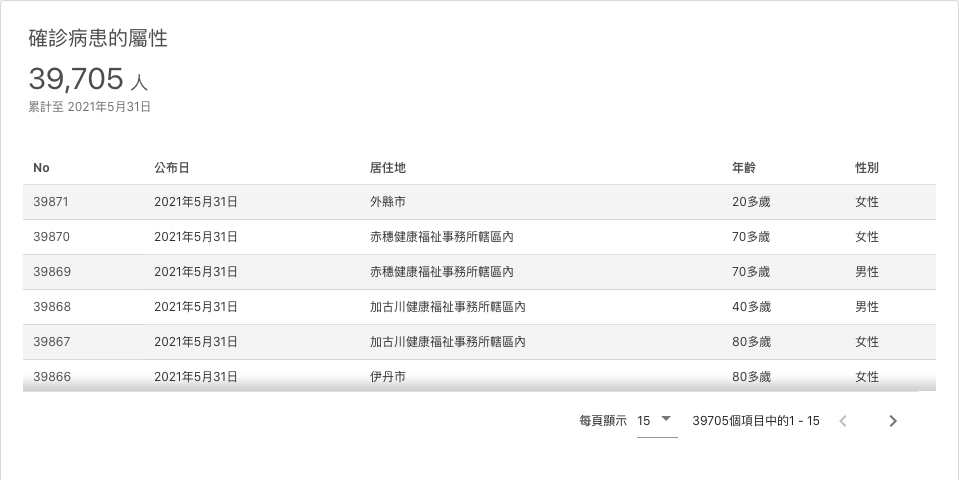 確診病患的屬性
39,705 人
累計至 2021年5月31日
No 公布日 居住地 年齡 性別
39871 2021年5月31日 外縣市 20多歲 女性
39870 2021年5月31日 赤穗健康福祉事務所轄區內 70多歲 女性
39869 2021年5月31日 赤穗健康福祉事務所轄區內 70多歲 男性
39868 2021年5月31日 加古川健康福祉事務所轄區內 40多歲 男性
39867 2021年5月31日 加古川健康福祉事務所轄區內 80多歲 女性
39866 2021年5月31日 伊丹市 80多歲 女性
每頁顯示 15 39705個項目中的1 - 15